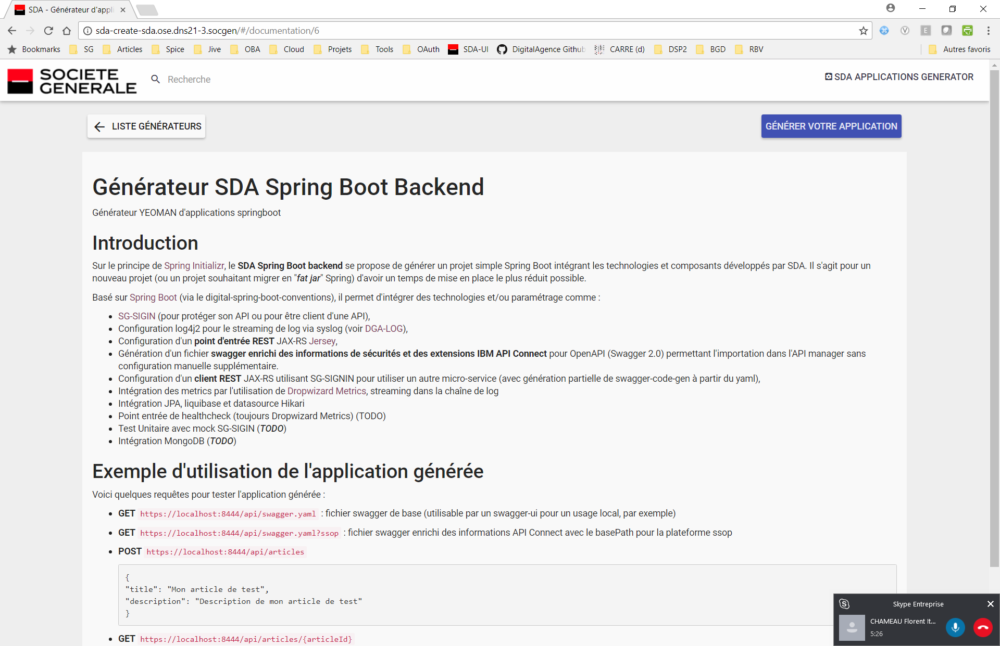 SDA - Générateur d'appli
sda-create-sda.ose.dns21-3.socgen/#/documentation/6
Bookmarks SG Articles Spice Jive OBA Cloud Projets Tools OAuth SDA-UI DigitalAgence Github CARRE (d) DSP2 BGD RBV Autres favoris
SOCIETE
GENERALE
Recherche
SDA APPLICATIONS GENERATOR
LISTE GÉNÉRATEURS
GÉNÉRER VOTRE APPLICATION
Générateur SDA Spring Boot Backend
Générateur YEOMAN d'applications springboot
Introduction
Sur le principe de Spring Initializr, le SDA Spring Boot backend se propose de générer un projet simple Spring Boot intégrant les technologies et composants développés par SDA. Il s'agit pour un
nouveau projet (ou un projet souhaitant migrer en "fat jar" Spring) d'avoir un temps de mise en place le plus réduit possible.
Basé sur Spring Boot (via le digital-spring-boot-conventions), il permet d'intégrer des technologies et/ou paramétrage comme :
• SG-SIGIN (pour protéger son API ou pour être client d'une API),
• Configuration log4j2 pour le streaming de log via syslog (voir DGA-LOG),
• Configuration d'un point d'entrée REST JAX-RS Jersey,
• Génération d'un fichier swagger enrichi des informations de sécurités et des extensions IBM API Connect pour OpenAPI (Swagger 2.0) permettant l'importation dans l'API manager sans
configuration manuelle supplémentaire.
• Configuration d'un client REST JAX-RS utilisant SG-SIGNIN pour utiliser un autre micro-service (avec génération partielle de swagger-code-gen à partir du yaml),
• Intégration des metrics par l'utilisation de Dropwizard Metrics, streaming dans la chaîne de log
• Intégration JPA, liquibase et datasource Hikari
• Point entrée de healthcheck (toujours Dropwizard Metrics) (TODO)
• Test Unitaire avec mock SG-SIGIN (TODO)
• Intégration MongoDB (TODO)
Exemple d'utilisation de l'application générée
Voici quelques requêtes pour tester l'application générée :
• GET https://localhost:8444/api/swagger.yaml : fichier swagger de base (utilisable par un swagger-ui pour un usage local, par exemple)
• GET https://localhost:8444/api/swagger.yaml?ssop : fichier swagger enrichi des informations API Connect avec le basePath pour la plateforme ssop
• POST https://localhost:8444/api/articles
{
"title": "Mon article de test",
"description": "Description de mon article de test"
}
• GET https://localhost:8444/api/articles/{articleId}
Skype Entreprise
CHAMEAU Florent It...
5:26